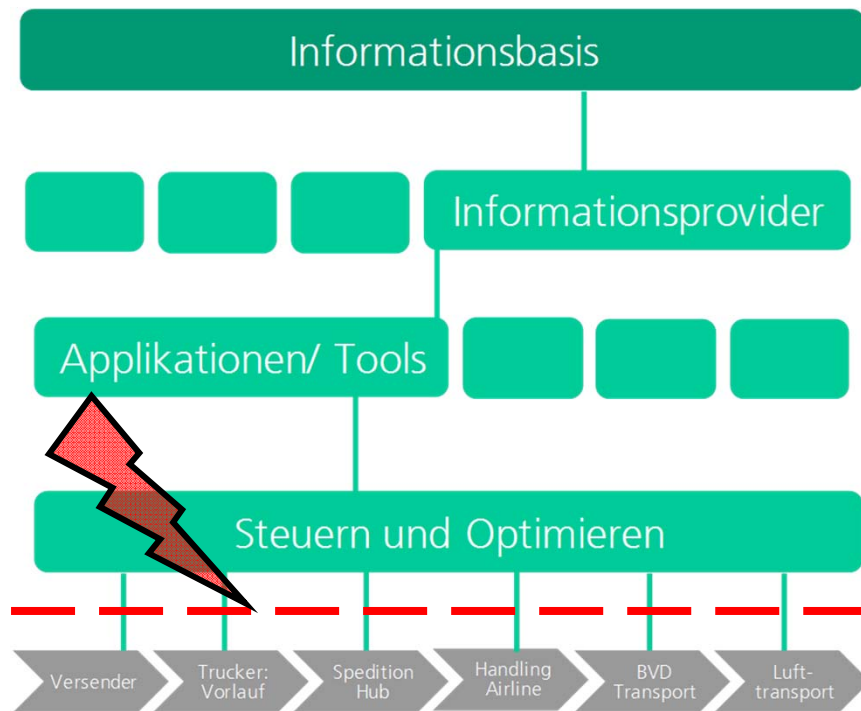 Informationsbasis
Informationsprovider
Applikationen/ Tools
Steuern und Optimieren
Versender
Trucker:
Vorlauf
Spedition
Hub
Handling
Airline
BVD
Transport
Luft-
transport